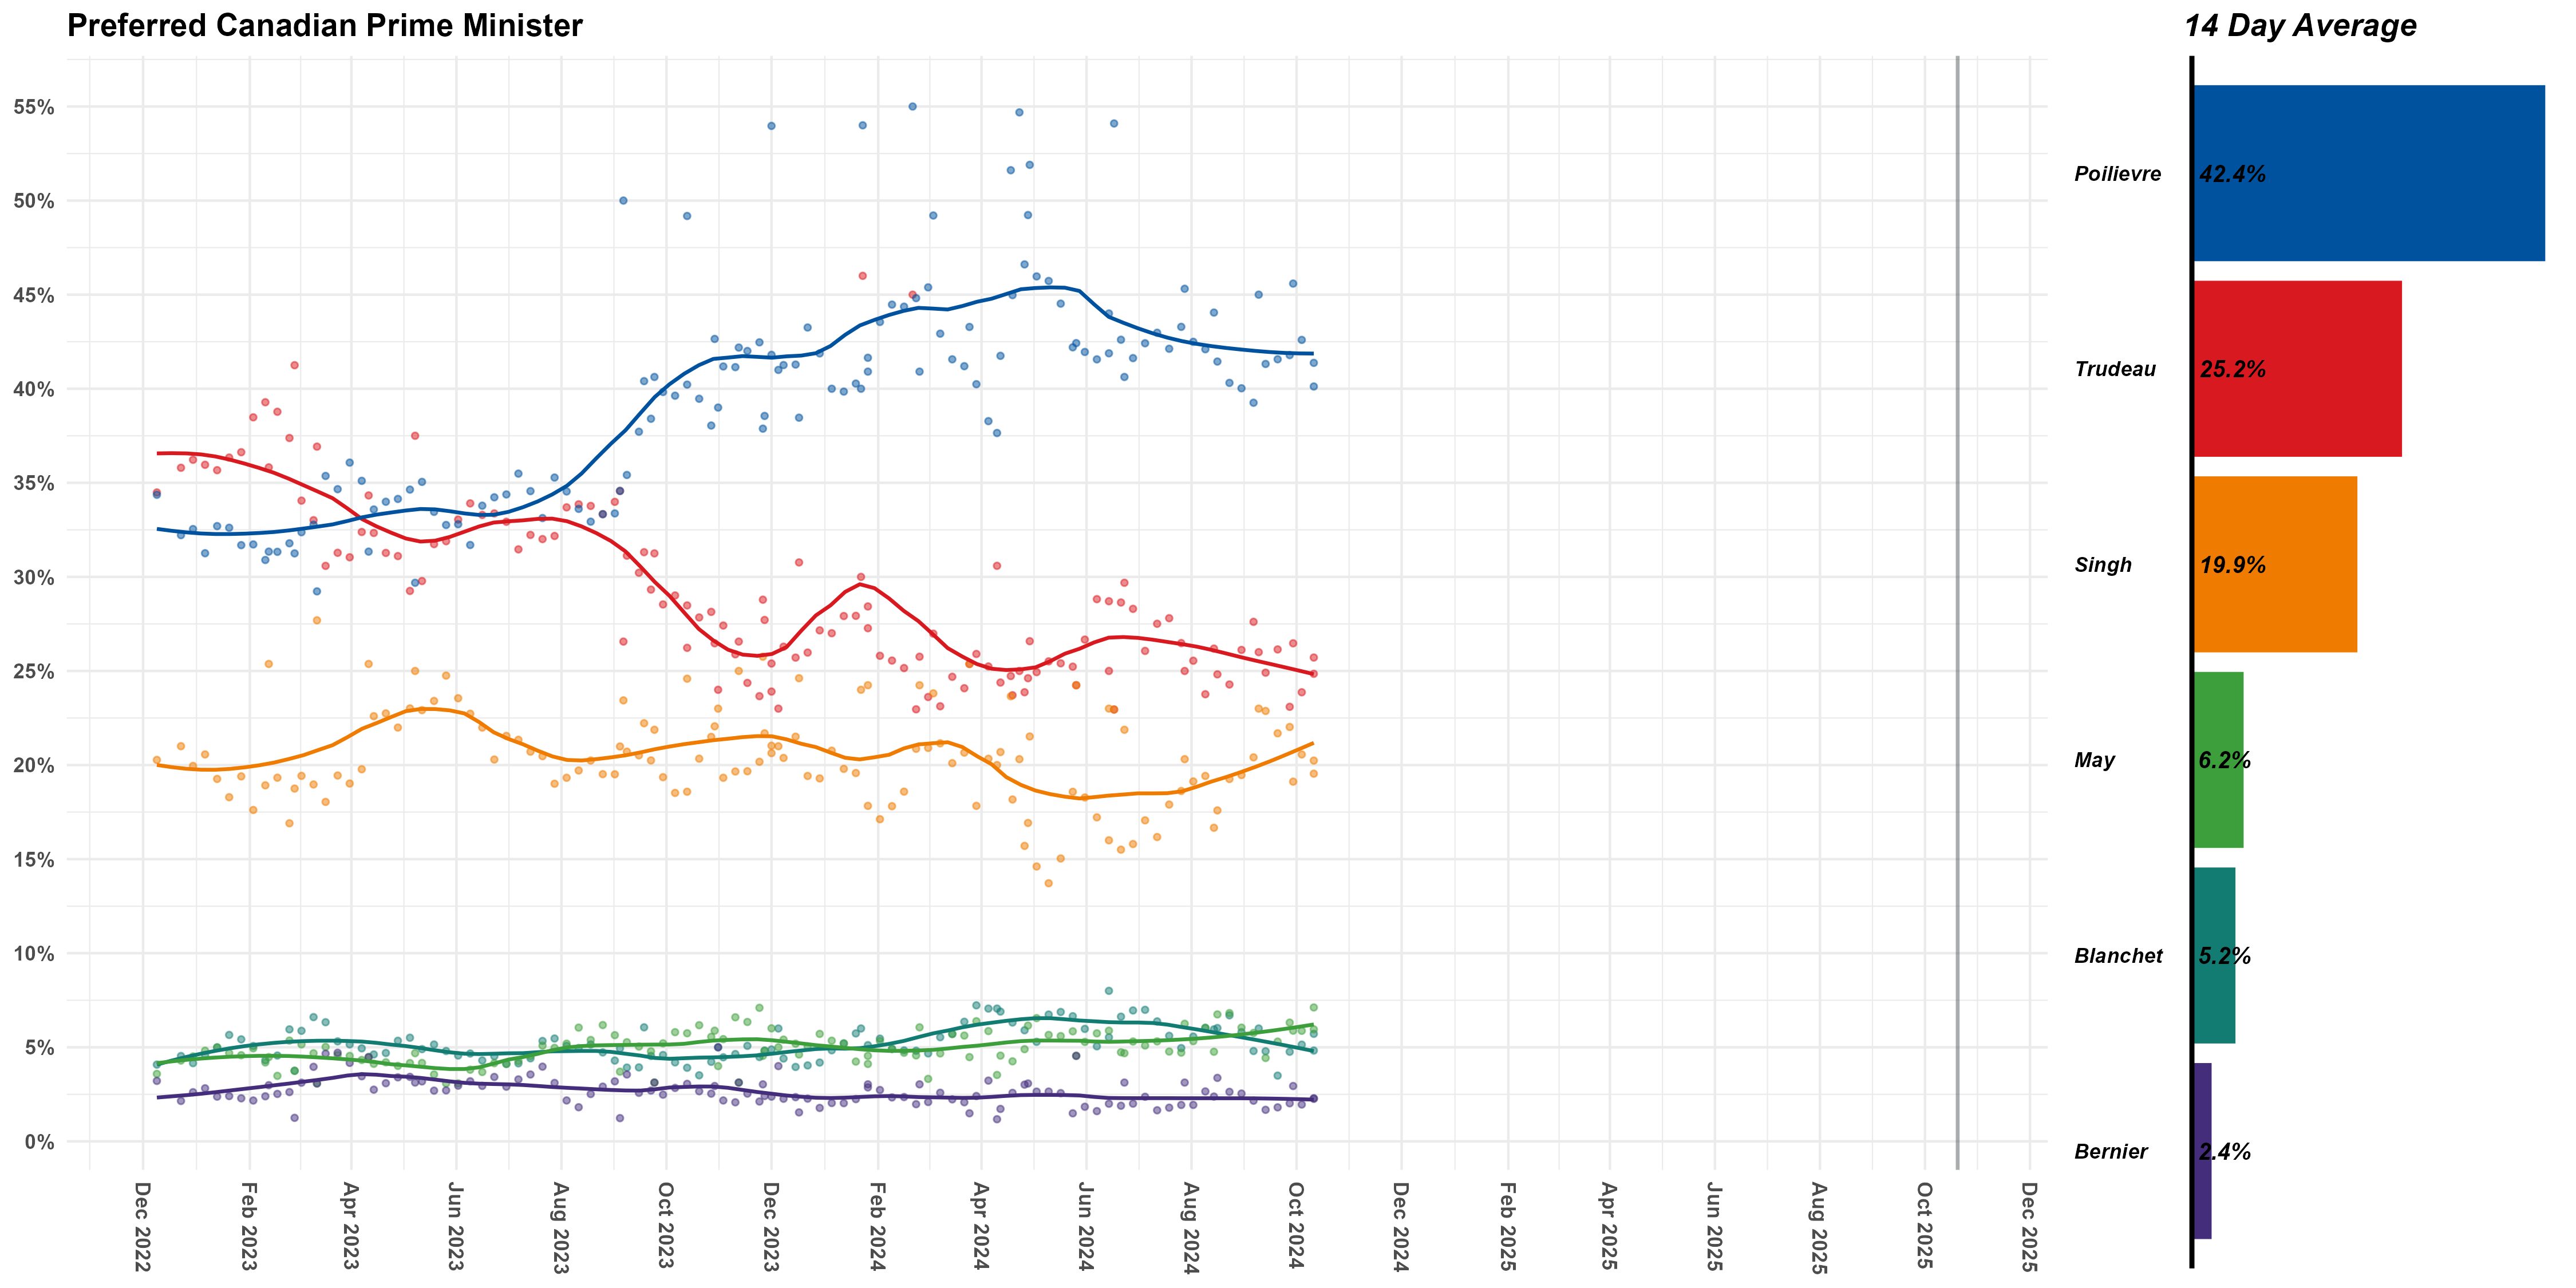 Preferred Canadian Prime Minister
14 Day Average
55%
50%
45%
40%
35%
30%
25%
20%
15%
10%
5%
0%
Dec 2022
Feb 2023
Apr 2023
Jun 2023
Aug 2023
Oct 2023
Dec 2023
Feb 2024
Apr 2024
Jun 2024
Aug 2024
Oct 2024
Dec 2024
Feb 2025
Apr 2025
Jun 2025
Aug 2025
Oct 2025
Dec 2025
Poilievre 42.4%
Trudeau 25.2%
Singh 19.9%
May 6.2%
Blanchet 5.2%
Bernier 2.4%